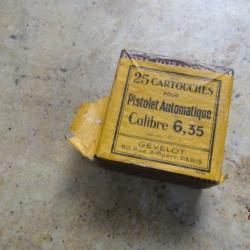 25 CARTOUCHES
POUR
Pistolet Automatique
Calibre 6,35
GEVELOT
50, Rue Ampère, PARIS